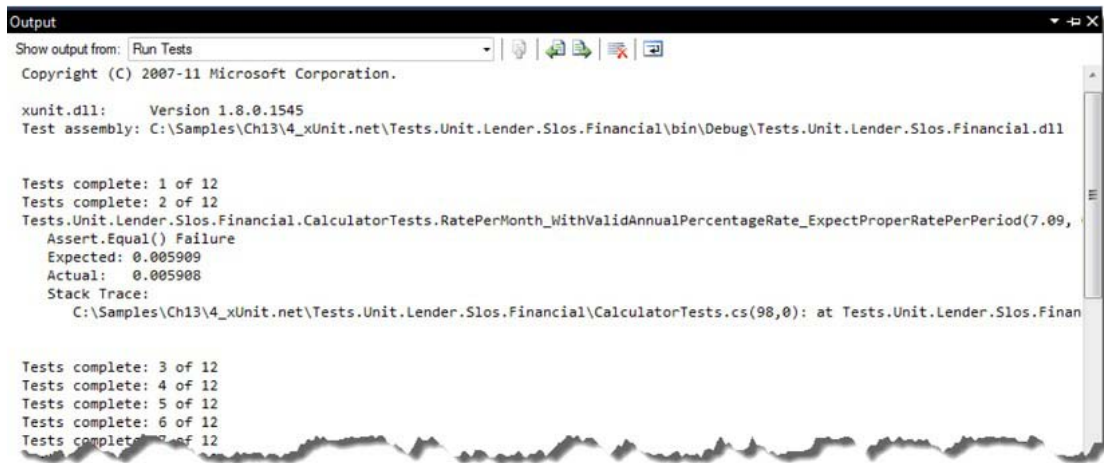 Output
Show output from: Run Tests
Copyright (C) 2007-11 Microsoft Corporation.
xunit.dll: Version 1.8.0.1545
Test assembly: C:\Samples\Ch13\4_xUnit.net\Tests.Unit.Lender.Slos.Financial\bin\Debug\Tests.Unit.Lender.Slos.Financial.dll
Tests complete: 1 of 12
Tests complete: 2 of 12
Tests.Unit.Lender.Slos.Financial.CalculatorTests.RatePerMonth_WithValidAnnualPercentageRate_ExpectProperRatePerPeriod(7.09,
Assert.Equal() Failure
Expected: 0.005909
Actual: 0.005908
Stack Trace:
C:\Samples\Ch13\4_xUnit.net\Tests.Unit.Lender.Slos.Financial\CalculatorTests.cs(98,0): at Tests.Unit.Lender.Slos.Finan
Tests complete: 3 of 12
Tests complete: 4 of 12
Tests complete: 5 of 12
Tests complete: 6 of 12
Tests complete 7 of 12